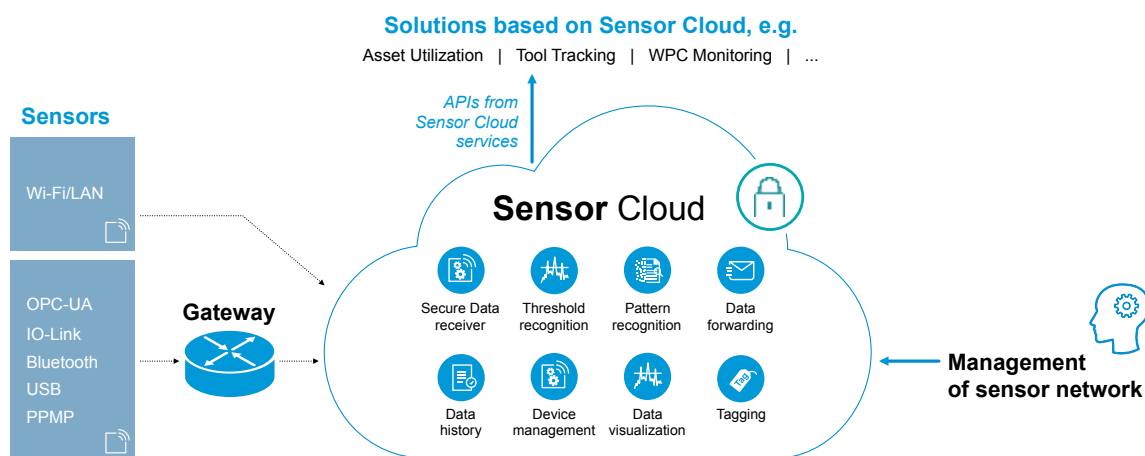 Solutions based on Sensor Cloud, e.g.
Asset Utilization | Tool Tracking | WPC Monitoring | ...
APIs from
Sensor Cloud
services
Sensors
Wi-Fi/LAN
OPC-UA
IO-Link
Bluetooth
USB
PPMP
Gateway
Sensor Cloud
Secure Data
receiver
Threshold
recognition
Pattern
recognition
Data
forwarding
Data
history
Device
management
Data
visualization
Tag
Tagging
Management
of sensor network